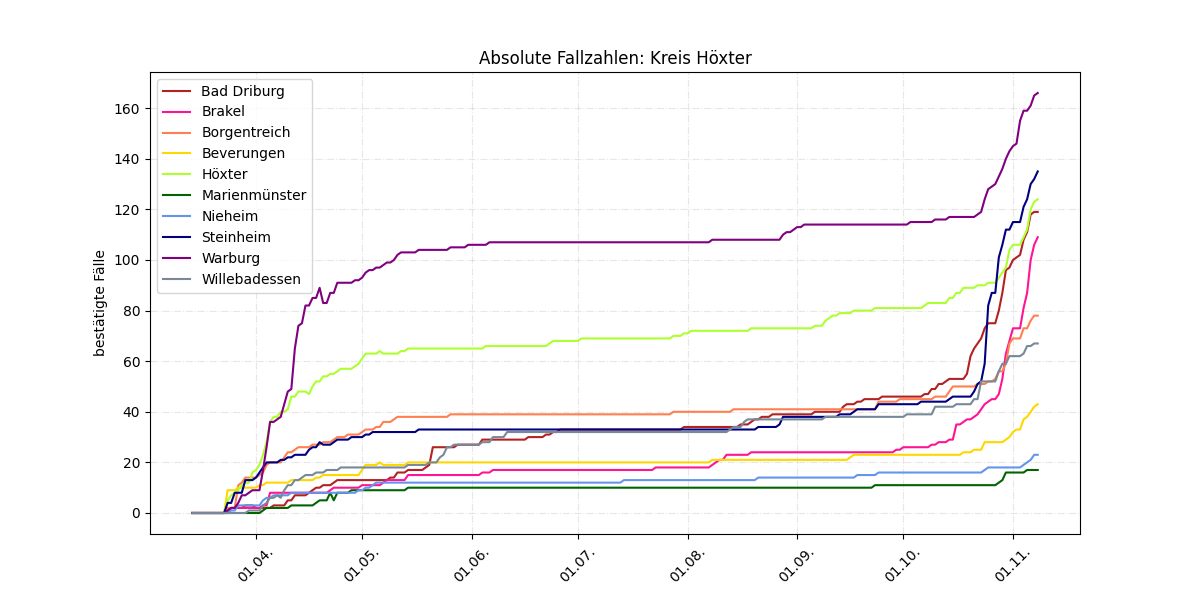 Absolute Fallzahlen: Kreis Höxter
bestätigte Fälle
160
140
120
100
80
60
40
20
0
Bad Driburg
Brakel
Borgentreich
Beverungen
Höxter
Marienmünster
Nieheim
Steinheim
Warburg
Willebadessen
01.04.
01.05.
01.06.
01.07.
01.08.
01.09.
01.10.
01.11.